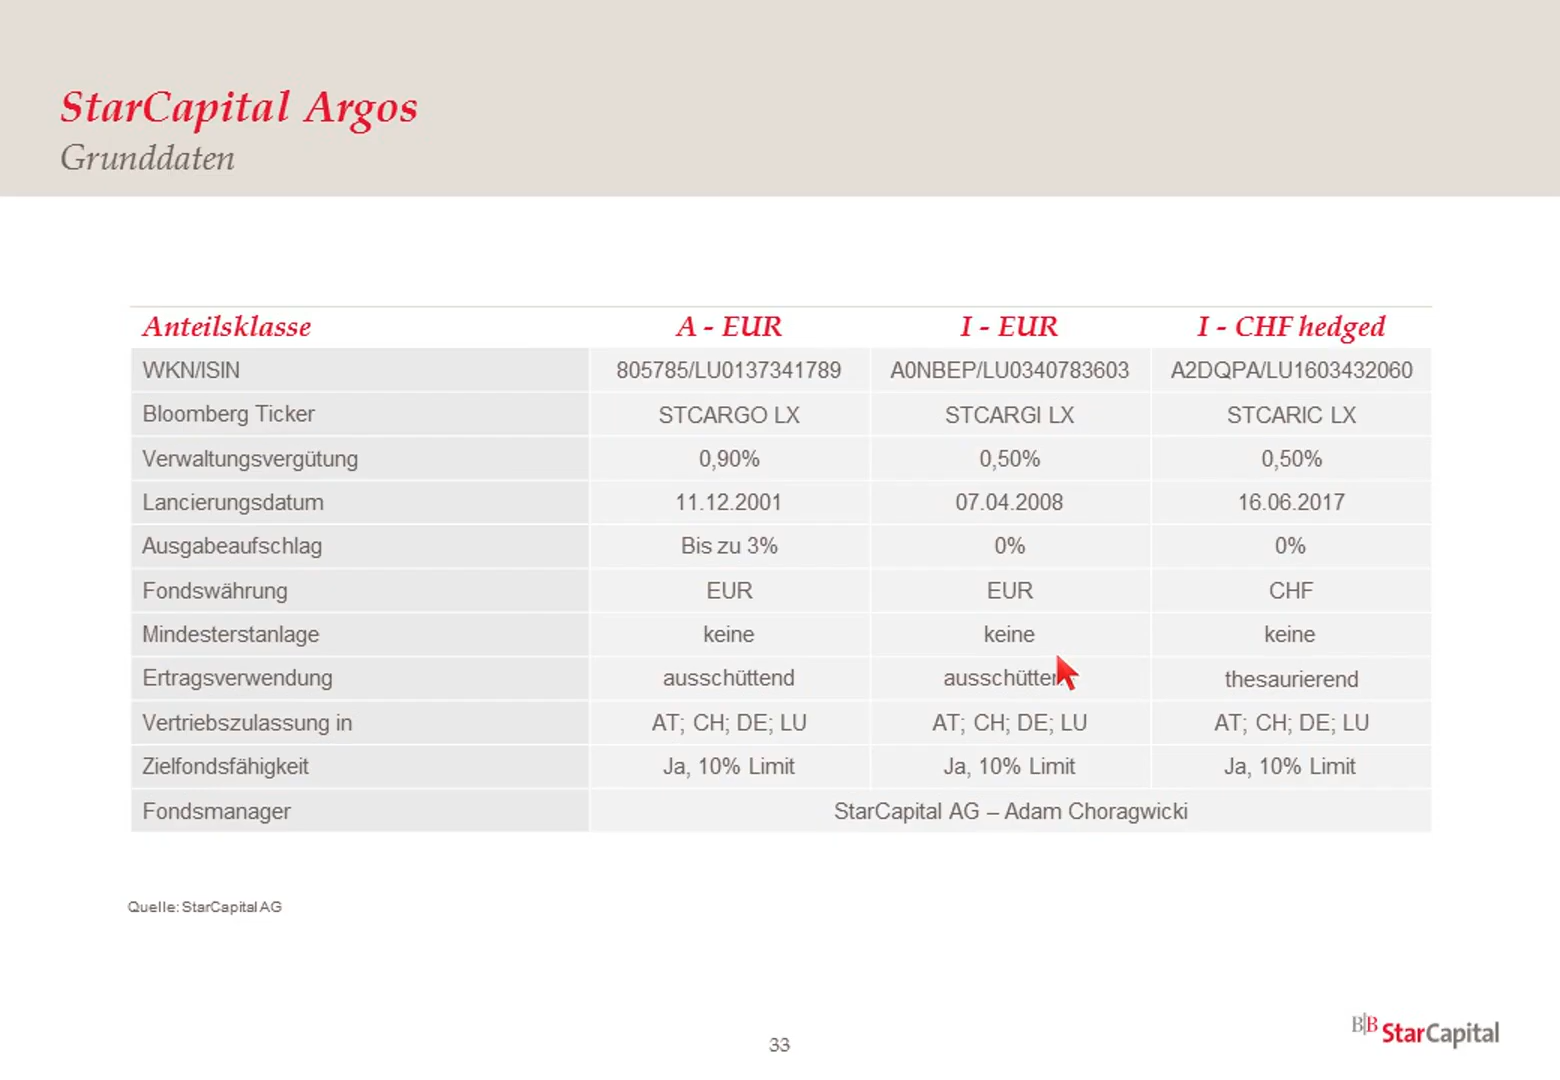 StarCapital Argos
Grunddaten
Anteilsklasse A - EUR I - EUR I - CHF hedged
WKN/ISIN 805785/LU0137341789 A0NBEP/LU0340783603 A2DQPA/LU1603432060
Bloomberg Ticker STCARGO LX STCARGI LX STCARIC LX
Verwaltungsvergütung 0,90% 0,50% 0,50%
Lancierungsdatum 11.12.2001 07.04.2008 16.06.2017
Ausgabeaufschlag Bis zu 3% 0% 0%
Fondswährung EUR EUR CHF
Mindesterstanlage keine keine keine
Ertragsverwendung ausschüttend ausschütten thesaurierend
Vertriebszulassung in AT; CH; DE; LU AT; CH; DE; LU AT; CH; DE; LU
Zielfondsfähigkeit Ja, 10% Limit Ja, 10% Limit Ja, 10% Limit
Fondsmanager StarCapital AG – Adam Choragwicki
Quelle: StarCapital AG
33
B|B StarCapital